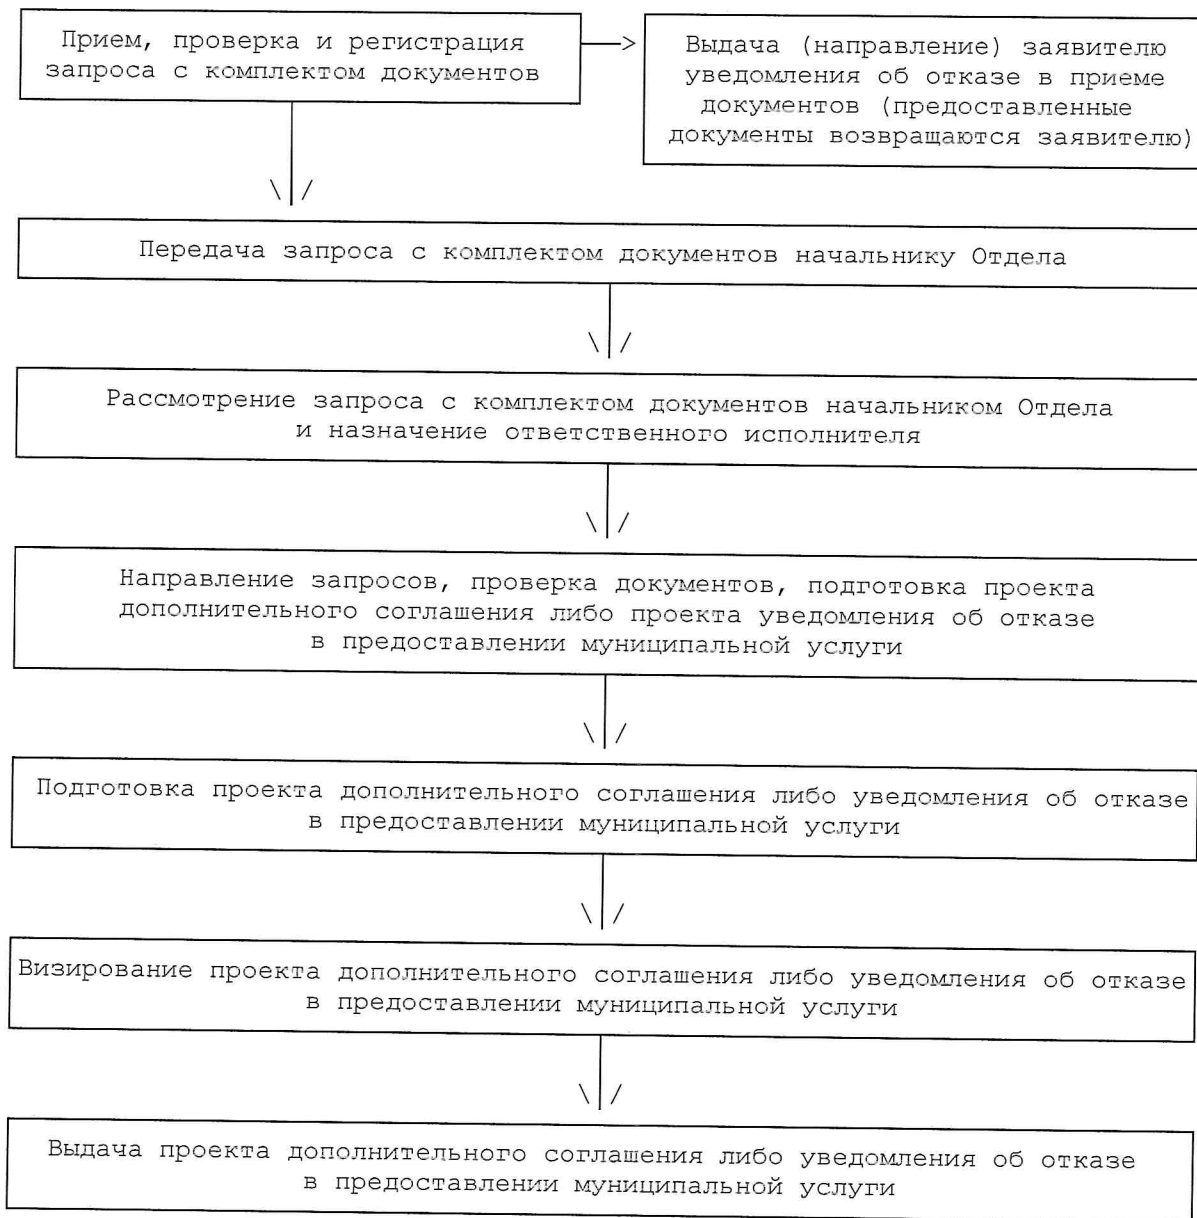 Прием, проверка и регистрация
запроса с комплектом документов
Выдача (направление) заявителю
уведомления об отказе в приеме
документов (предоставленные
документы возвращаются заявителю)
Передача запроса с комплектом документов начальнику Отдела
Рассмотрение запроса с комплектом документов начальником Отдела
и назначение ответственного исполнителя
Направление запросов, проверка документов, подготовка проекта
дополнительного соглашения либо проекта уведомления об отказе
в предоставлении муниципальной услуги
Подготовка проекта дополнительного соглашения либо уведомления об отказе
в предоставлении муниципальной услуги
Визирование проекта дополнительного соглашения либо уведомления об отказе
в предоставлении муниципальной услуги
Выдача проекта дополнительного соглашения либо уведомления об отказе
в предоставлении муниципальной услуги